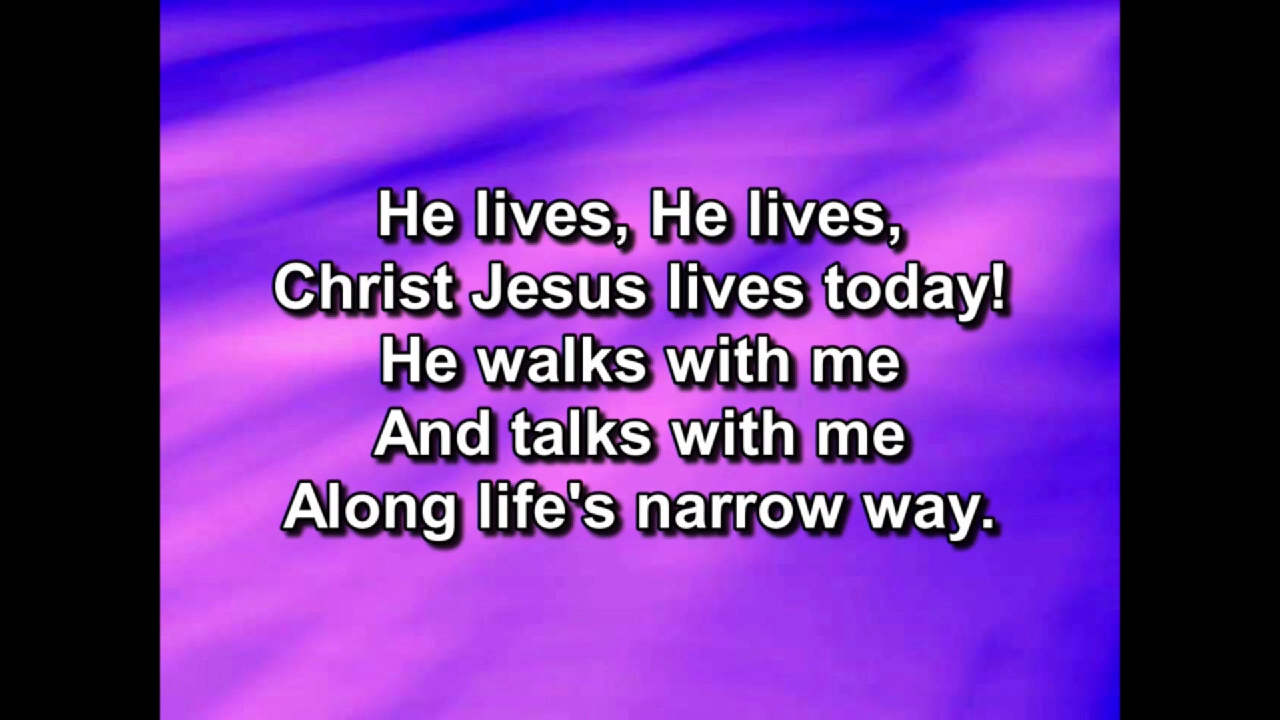 He lives, He lives,
Christ Jesus lives today!
He walks with me
And talks with me
Along life's narrow way.